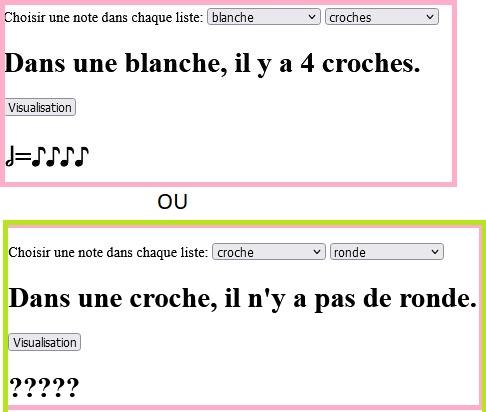 Choisir une note dans chaque liste: blanche croches
Dans une blanche, il y a 4 croches.
Visualisation
𝅗𝅥=♪♪♪♪
OU
Choisir une note dans chaque liste: croche ronde
Dans une croche, il n'y a pas de ronde.
Visualisation
?????